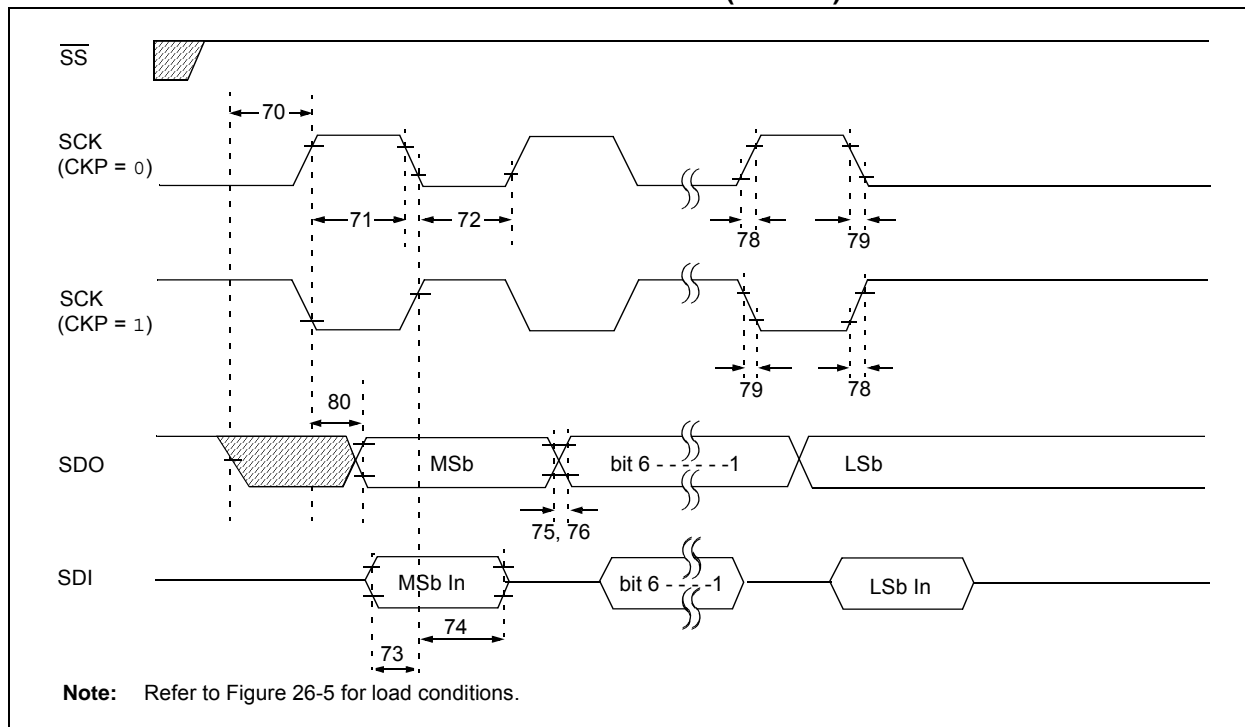 SS
70
SCK
(CKP = 0)
71
72
78
79
SCK
(CKP = 1)
79
78
80
SDO
MSb
bit 6 - - - - - -1
LSb
75, 76
SDI
MSb In
bit 6 - - - -1
LSb In
74
73
Note: Refer to Figure 26-5 for load conditions.